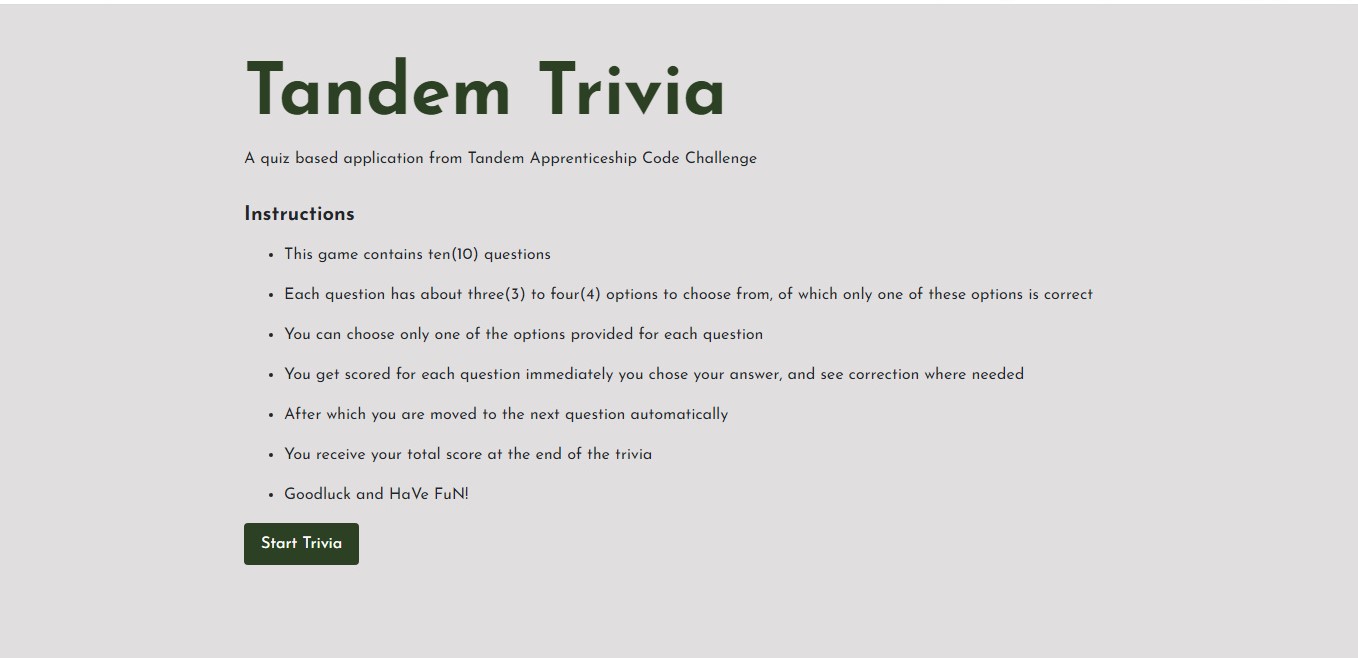 Tandem Trivia
A quiz based application from Tandem Apprenticeship Code Challenge
Instructions
• This game contains ten(10) questions
• Each question has about three(3) to four(4) options to choose from, of which only one of these options is correct
• You can choose only one of the options provided for each question
• You get scored for each question immediately you chose your answer, and see correction where needed
• After which you are moved to the next question automatically
• You receive your total score at the end of the trivia
• Goodluck and HaVe FuN!
Start Trivia